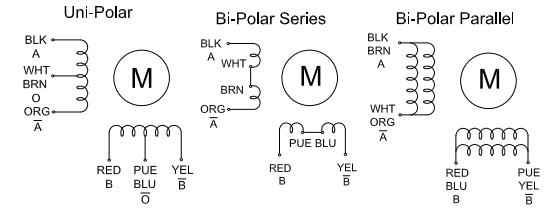 Uni-Polar
BLK
A
WHT
BRN
O
ORG
A̅
M
RED
B
PUE
BLU
O̅
YEL
B̅
Bi-Polar Series
BLK
A
WHT
BRN
ORG
A̅
M
PUE BLU
RED
B
YEL
B̅
Bi-Polar Parallel
BLK
BRN
A
WHT
ORG
A̅
M
RED
BLU
B
PUE
YEL
B̅